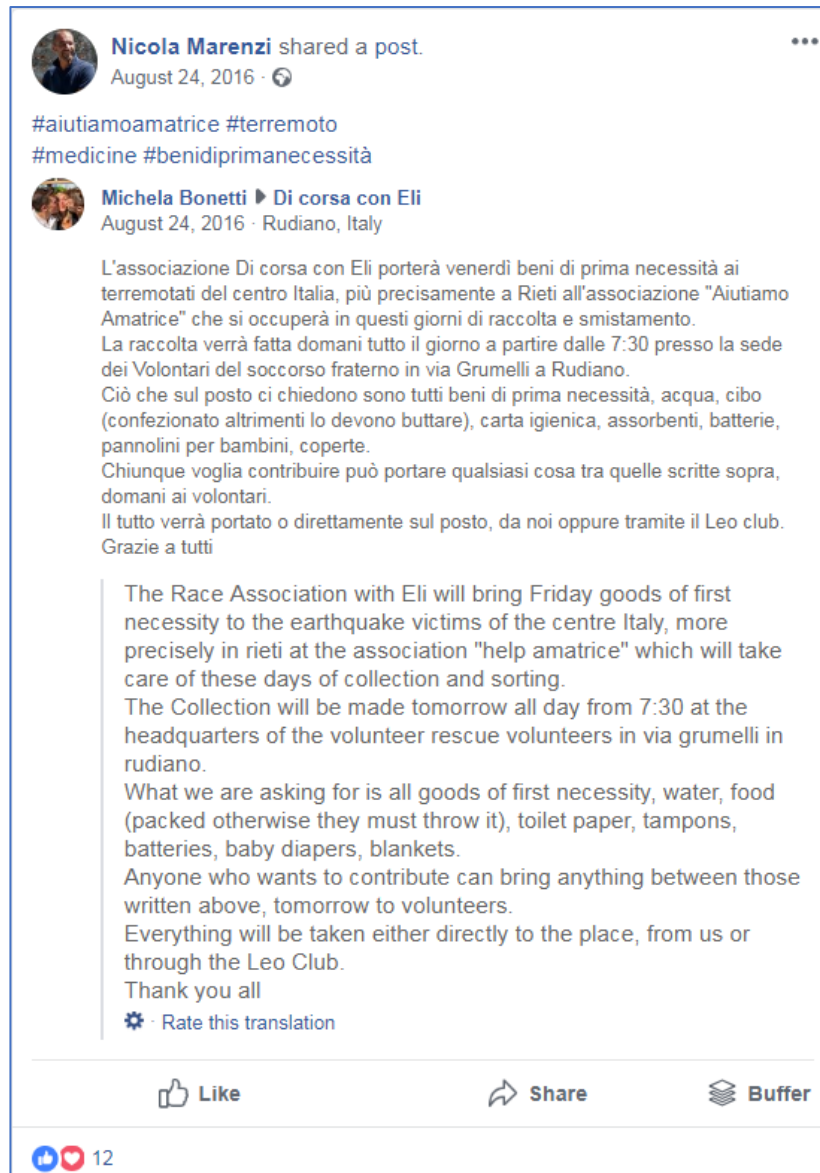 Nicola Marenzi shared a post.
August 24, 2016 ·
#aiutiamoamatrice #terremoto
#medicine #benidiprimanecessità
Michela Bonetti ▶ Di corsa con Eli
August 24, 2016 · Rudiano, Italy
L'associazione Di corsa con Eli porterà venerdì beni di prima necessità ai
terremotati del centro Italia, più precisamente a Rieti all'associazione "Aiutiamo
Amatrice" che si occuperà in questi giorni di raccolta e smistamento.
La raccolta verrà fatta domani tutto il giorno a partire dalle 7:30 presso la sede
dei Volontari del soccorso fraterno in via Grumelli a Rudiano.
Ciò che sul posto ci chiedono sono tutti beni di prima necessità, acqua, cibo
(confezionato altrimenti lo devono buttare), carta igienica, assorbenti, batterie,
pannolini per bambini, coperte.
Chiunque voglia contribuire può portare qualsiasi cosa tra quelle scritte sopra,
domani ai volontari.
Il tutto verrà portato o direttamente sul posto, da noi oppure tramite il Leo club.
Grazie a tutti
The Race Association with Eli will bring Friday goods of first
necessity to the earthquake victims of the centre Italy, more
precisely in rieti at the association "help amatrice" which will take
care of these days of collection and sorting.
The Collection will be made tomorrow all day from 7:30 at the
headquarters of the volunteer rescue volunteers in via grumelli in
rudiano.
What we are asking for is all goods of first necessity, water, food
(packed otherwise they must throw it), toilet paper, tampons,
batteries, baby diapers, blankets.
Anyone who wants to contribute can bring anything between those
written above, tomorrow to volunteers.
Everything will be taken either directly to the place, from us or
through the Leo Club.
Thank you all
· Rate this translation
Like Share Buffer
12